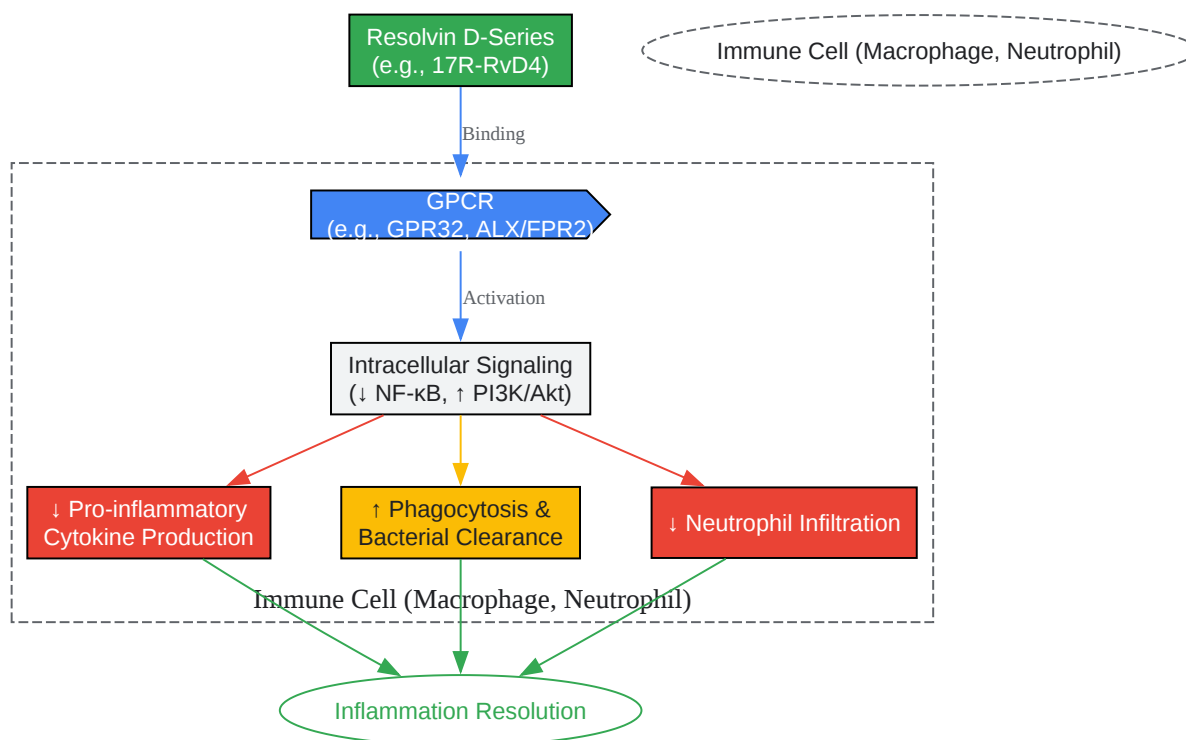 Resolvin D-Series
(e.g., 17R-RvD4)
Immune Cell (Macrophage, Neutrophil)
Binding
GPCR
(e.g., GPR32, ALX/FPR2)
Activation
Intracellular Signaling
(↓ NF-κB, ↑ PI3K/Akt)
↓ Pro-inflammatory
Cytokine Production
↑ Phagocytosis &
Bacterial Clearance
↓ Neutrophil Infiltration
Immune Cell (Macrophage, Neutrophil)
Inflammation Resolution